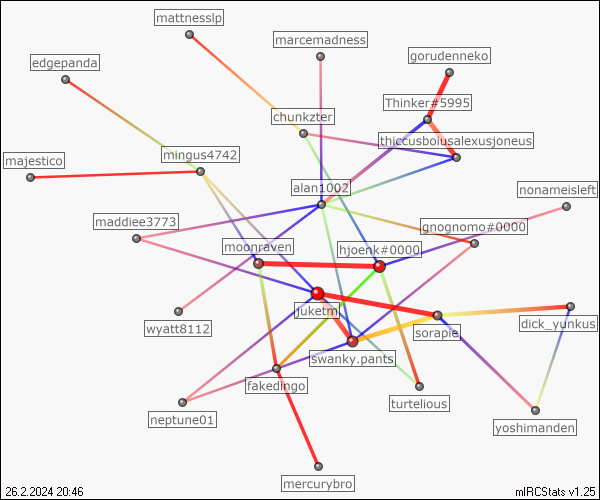 mattnesslp
marcemadness
gorudenneko
edgepanda
Thinker#5995
chunkzter
thiccusboiusalexusjoneus
mingus4742
majestico
alan1002
nonameisleft
maddiee3773
gnognomo#0000
moonraven
hjoenk#0000
juketm
wyatt8112
sorapie
dick_yunkus
swanky.pants
fakedingo
turtelious
neptune01
yoshimanden
mercurybro
26.2.2024 20:46
mIRCStats v1.25